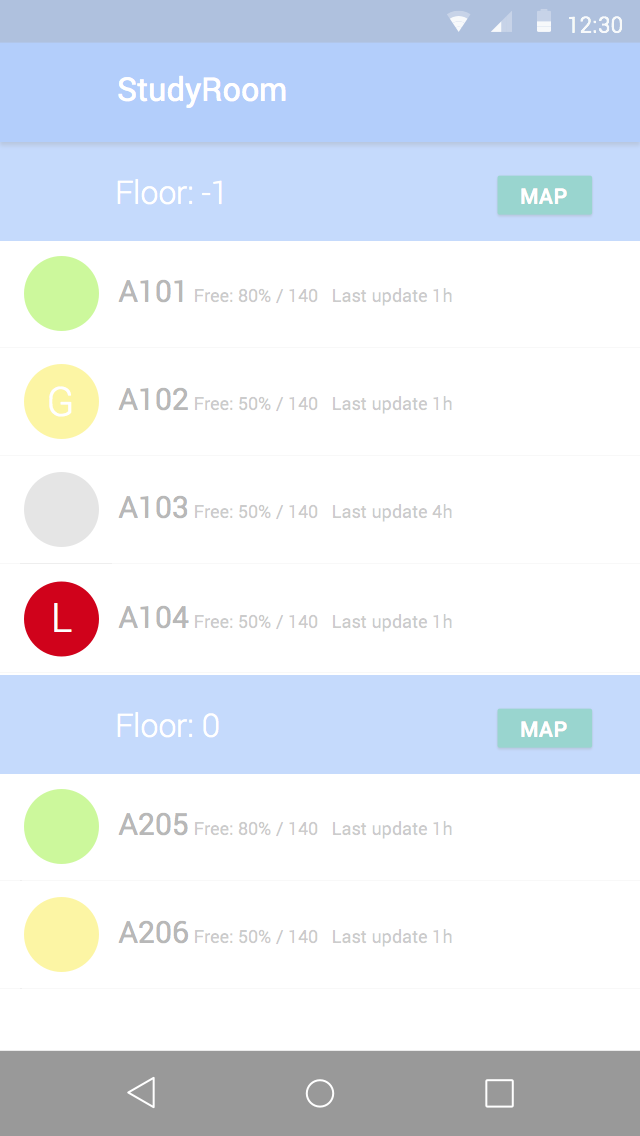 12:30
StudyRoom
Floor: -1 MAP
A101 Free: 80% / 140 Last update 1h
G A102 Free: 50% / 140 Last update 1h
A103 Free: 50% / 140 Last update 4h
L A104 Free: 50% / 140 Last update 1h
Floor: 0 MAP
A205 Free: 80% / 140 Last update 1h
A206 Free: 50% / 140 Last update 1h